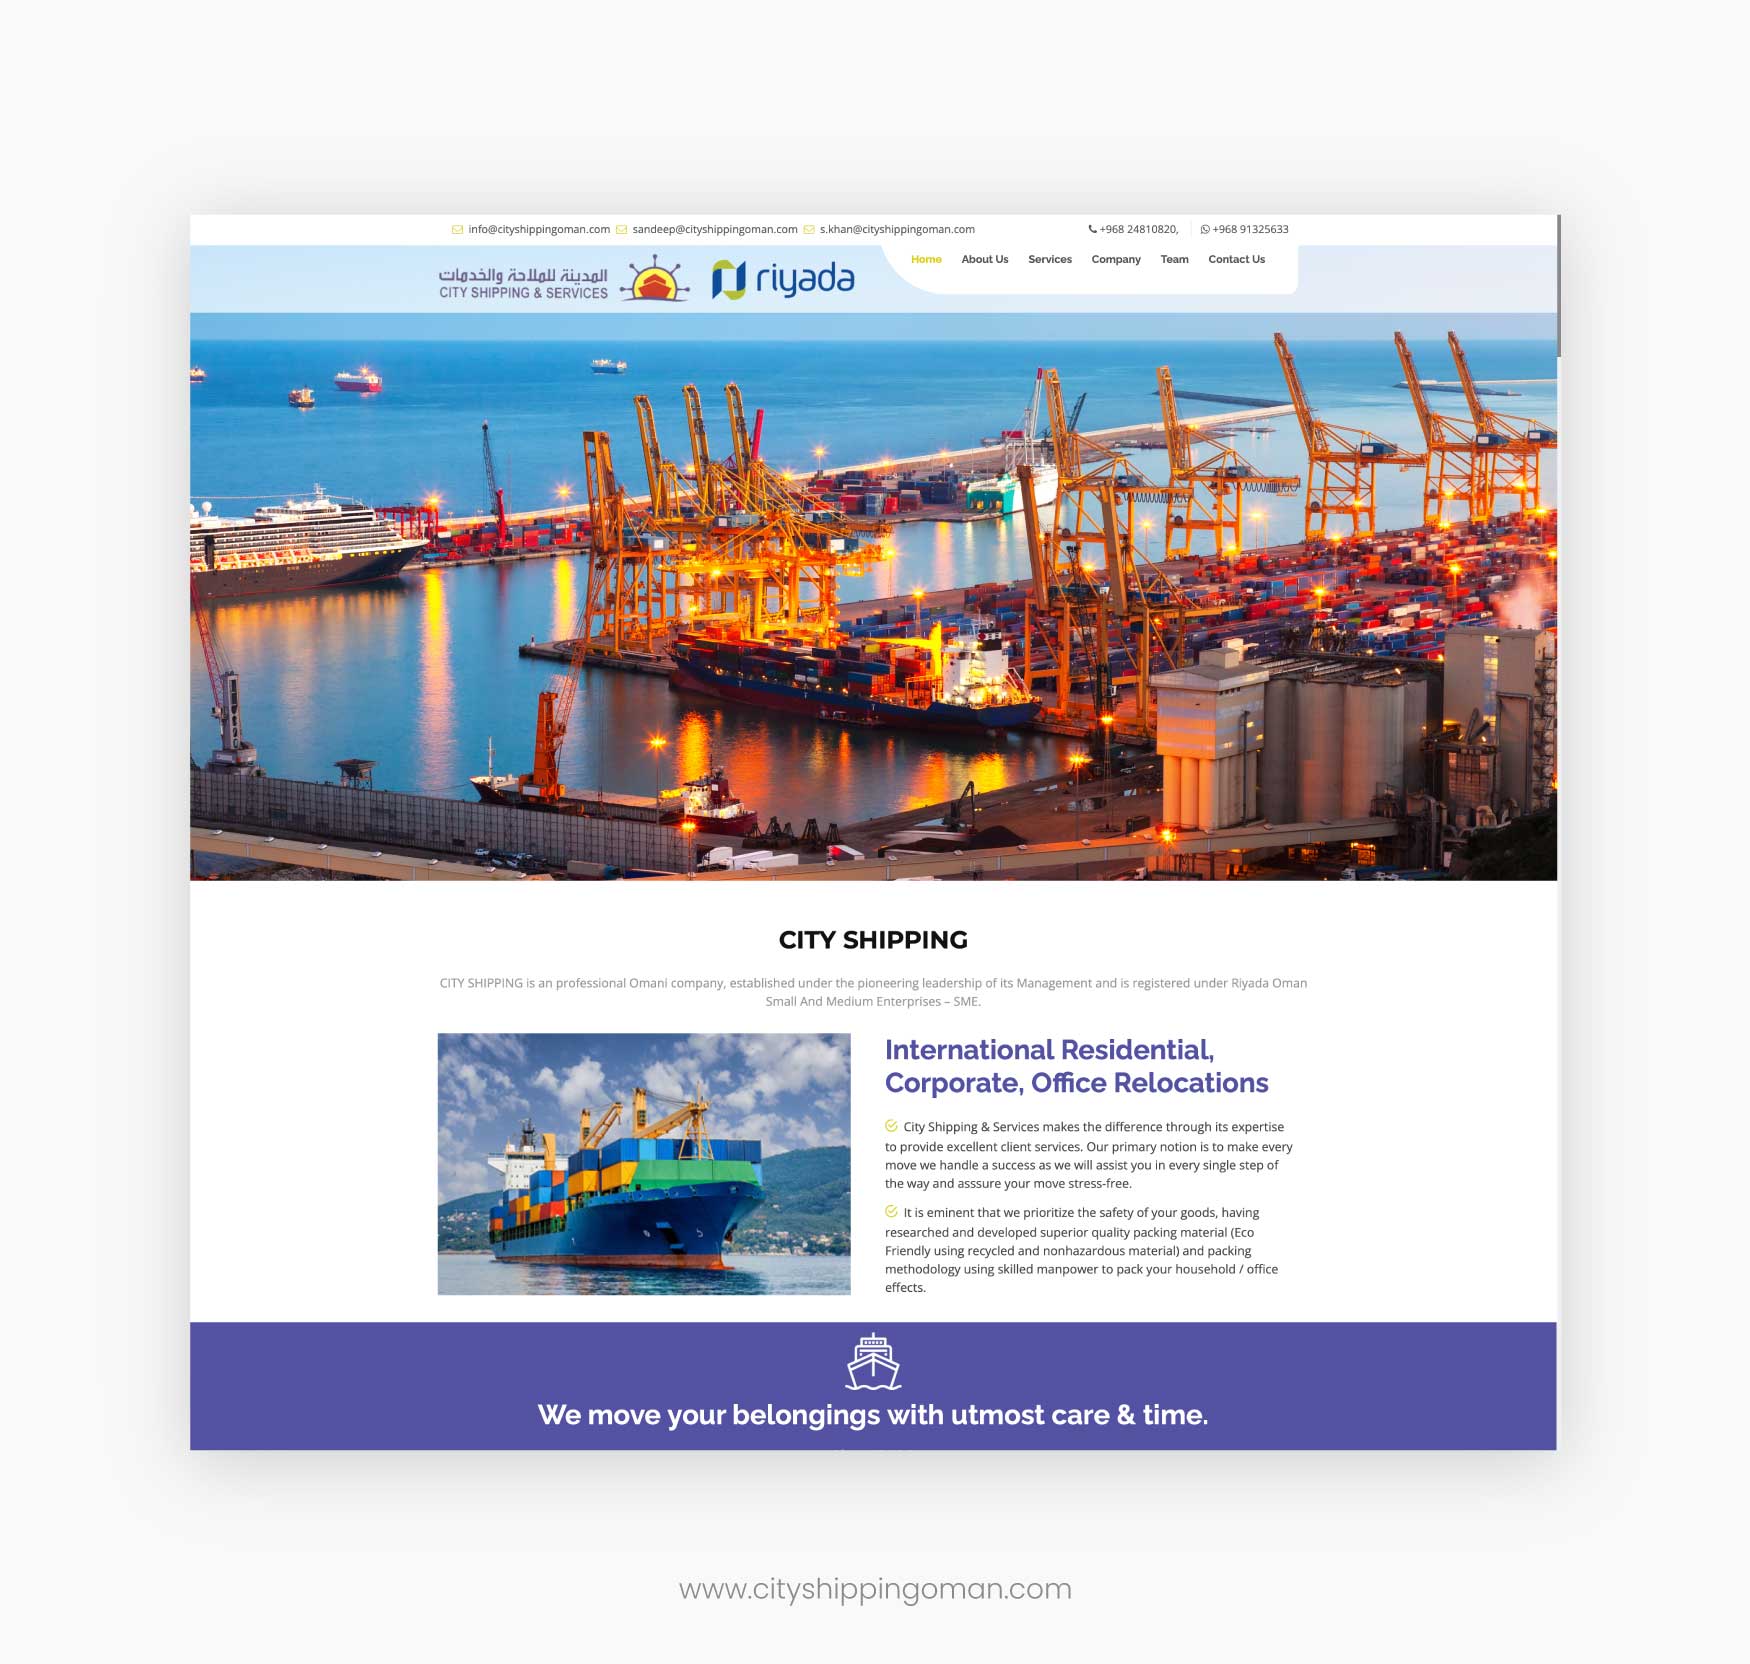 info@cityshippingoman.com sandeep@cityshippingoman.com s.khan@cityshippingoman.com +968 24810820, +968 91325633
Home About Us Services Company Team Contact Us
المدينة للملاحة والخدمات
CITY SHIPPING & SERVICES
riyada
CITY SHIPPING
CITY SHIPPING is an professional Omani company, established under the pioneering leadership of its Management and is registered under Riyada Oman
Small And Medium Enterprises – SME.
International Residential,
Corporate, Office Relocations
City Shipping & Services makes the difference through its expertise
to provide excellent client services. Our primary notion is to make every
move we handle a success as we will assist you in every single step of
the way and asssure your move stress-free.
It is eminent that we prioritize the safety of your goods, having
researched and developed superior quality packing material (Eco
Friendly using recycled and nonhazardous material) and packing
methodology using skilled manpower to pack your household / office
effects.
We move your belongings with utmost care & time.
www.cityshippingoman.com